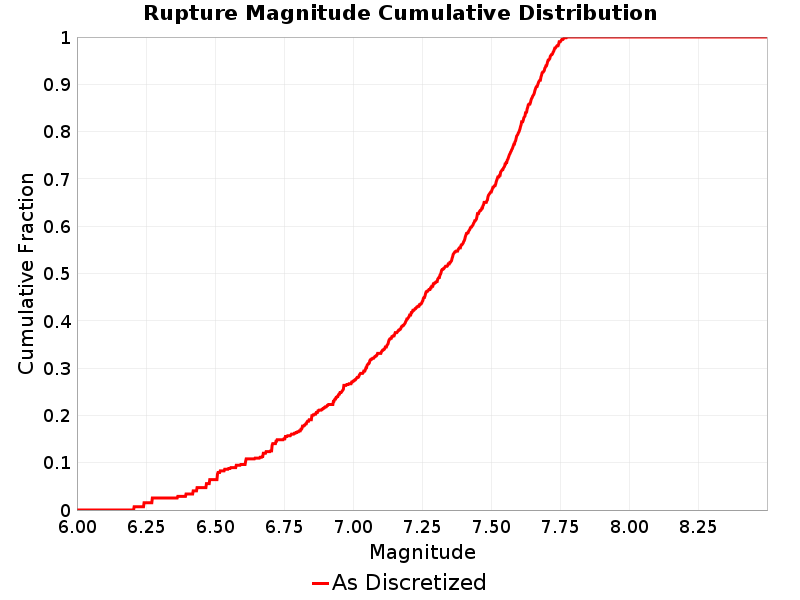 Rupture Magnitude Cumulative Distribution
1
0.9
0.8
0.7
0.6
0.5
0.4
0.3
0.2
0.1
0
Cumulative Fraction
6.00 6.25 6.50 6.75 7.00 7.25 7.50 7.75 8.00 8.25
Magnitude
As Discretized